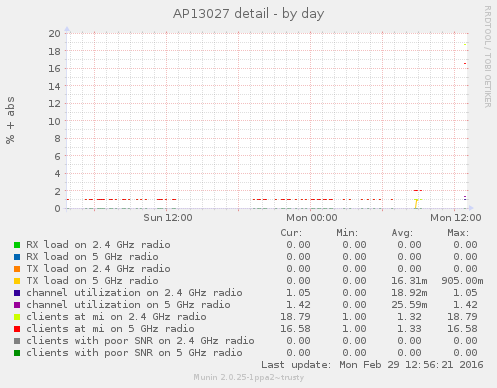 AP13027 detail - by day
RRDTOOL / TOBI OETIKER
% + abs
20
18
16
14
12
10
8
6
4
2
0
Sun 12:00 Mon 00:00 Mon 12:00
Cur: Min: Avg: Max:
RX load on 2.4 GHz radio 0.00 0.00 0.00 0.00
RX load on 5 GHz radio 0.00 0.00 0.00 0.00
TX load on 2.4 GHz radio 0.00 0.00 0.00 0.00
TX load on 5 GHz radio 0.00 0.00 16.31m 905.00m
channel utilization on 2.4 GHz radio 1.05 0.00 18.92m 1.05
channel utilization on 5 GHz radio 1.42 0.00 25.59m 1.42
clients at mi on 2.4 GHz radio 18.79 1.00 1.32 18.79
clients at mi on 5 GHz radio 16.58 1.00 1.33 16.58
clients with poor SNR on 2.4 GHz radio 0.00 0.00 0.00 0.00
clients with poor SNR on 5 GHz radio 0.00 0.00 0.00 0.00
Last update: Mon Feb 29 12:56:21 2016
Munin 2.0.25-1ppa2~trusty